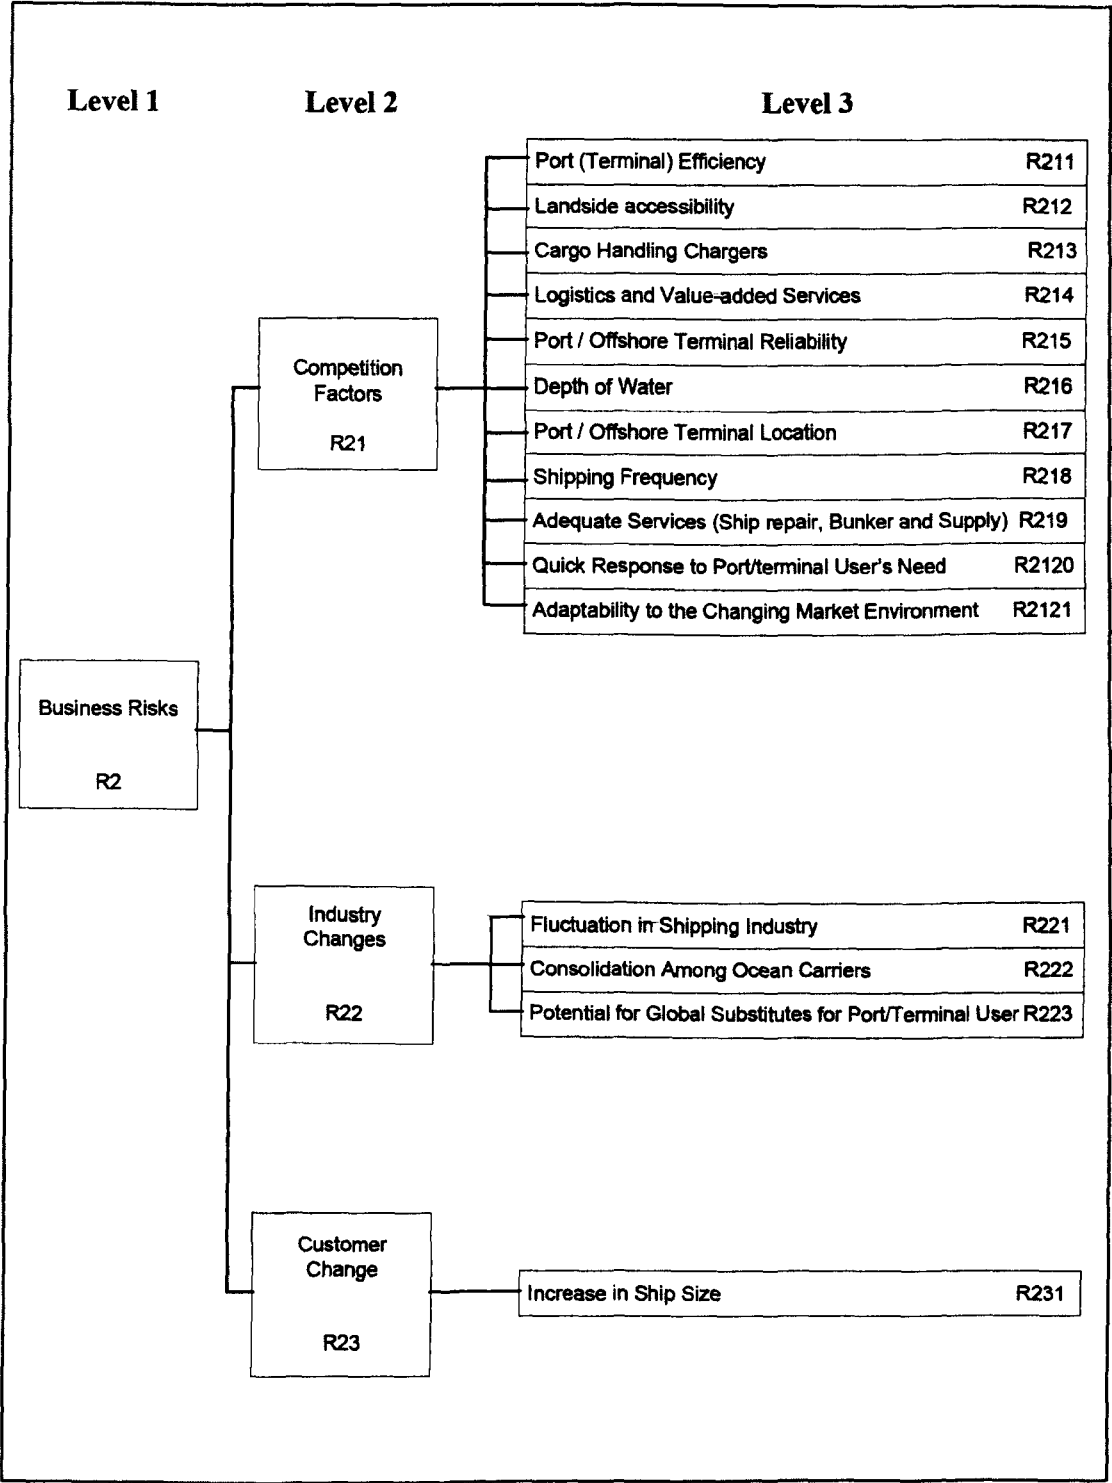 Level 1 Level 2 Level 3
Port (Terminal) Efficiency R211
Landside accessibility R212
Cargo Handling Chargers R213
Logistics and Value-added Services R214
Port / Offshore Terminal Reliability R215
Depth of Water R216
Port / Offshore Terminal Location R217
Shipping Frequency R218
Adequate Services (Ship repair, Bunker and Supply) R219
Quick Response to Port/terminal User's Need R2120
Adaptability to the Changing Market Environment R2121
Competition
Factors
R21
Business Risks
R2
Industry
Changes
R22
Fluctuation in Shipping Industry R221
Consolidation Among Ocean Carriers R222
Potential for Global Substitutes for Port/Terminal User R223
Customer
Change
R23
Increase in Ship Size R231